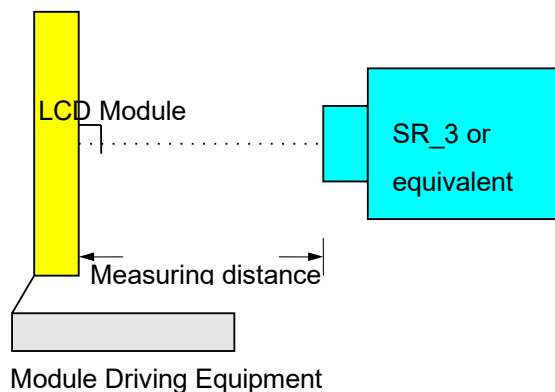 LCD Module
SR_3 or
equivalent
Measuring distance
Module Driving Equipment